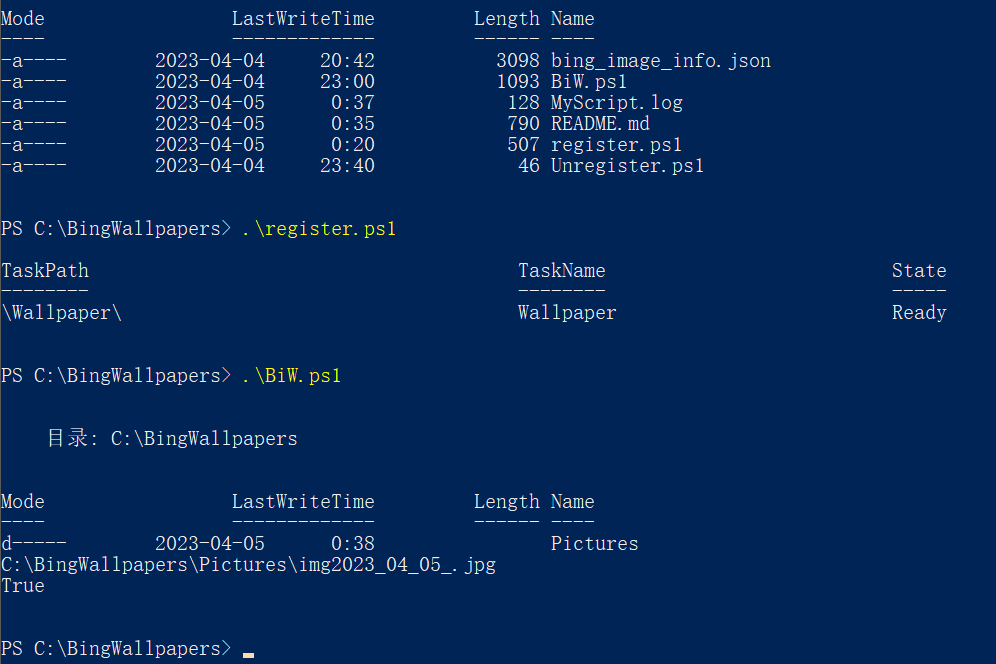 Mode                 LastWriteTime         Length Name
----                 -------------         ------ ----
-a----        2023-04-04     20:42           3098 bing_image_info.json
-a----        2023-04-04     23:00           1093 BiW.ps1
-a----        2023-04-05      0:37            128 MyScript.log
-a----        2023-04-05      0:35            790 README.md
-a----        2023-04-05      0:20            507 register.ps1
-a----        2023-04-04     23:40             46 Unregister.ps1
PS C:\BingWallpapers> .\register.ps1
TaskPath                                       TaskName                          State
--------                                       --------                          -----
\Wallpaper\                                    Wallpaper                         Ready
PS C:\BingWallpapers> .\BiW.ps1
    目录: C:\BingWallpapers
Mode                 LastWriteTime         Length Name
----                 -------------         ------ ----
d-----        2023-04-05      0:38                Pictures
C:\BingWallpapers\Pictures\img2023_04_05_.jpg
True
PS C:\BingWallpapers>